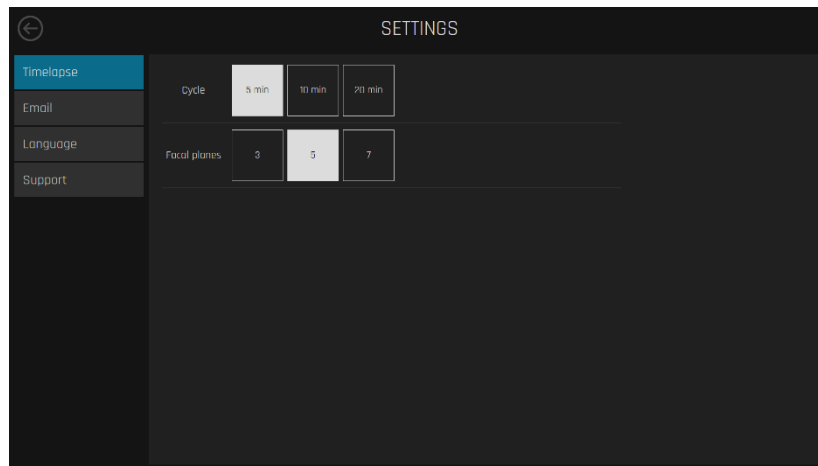 SETTINGS
Timelapse
Email
Language
Support
Cycle 5 min 10 min 20 min
Focal planes 3 5 7